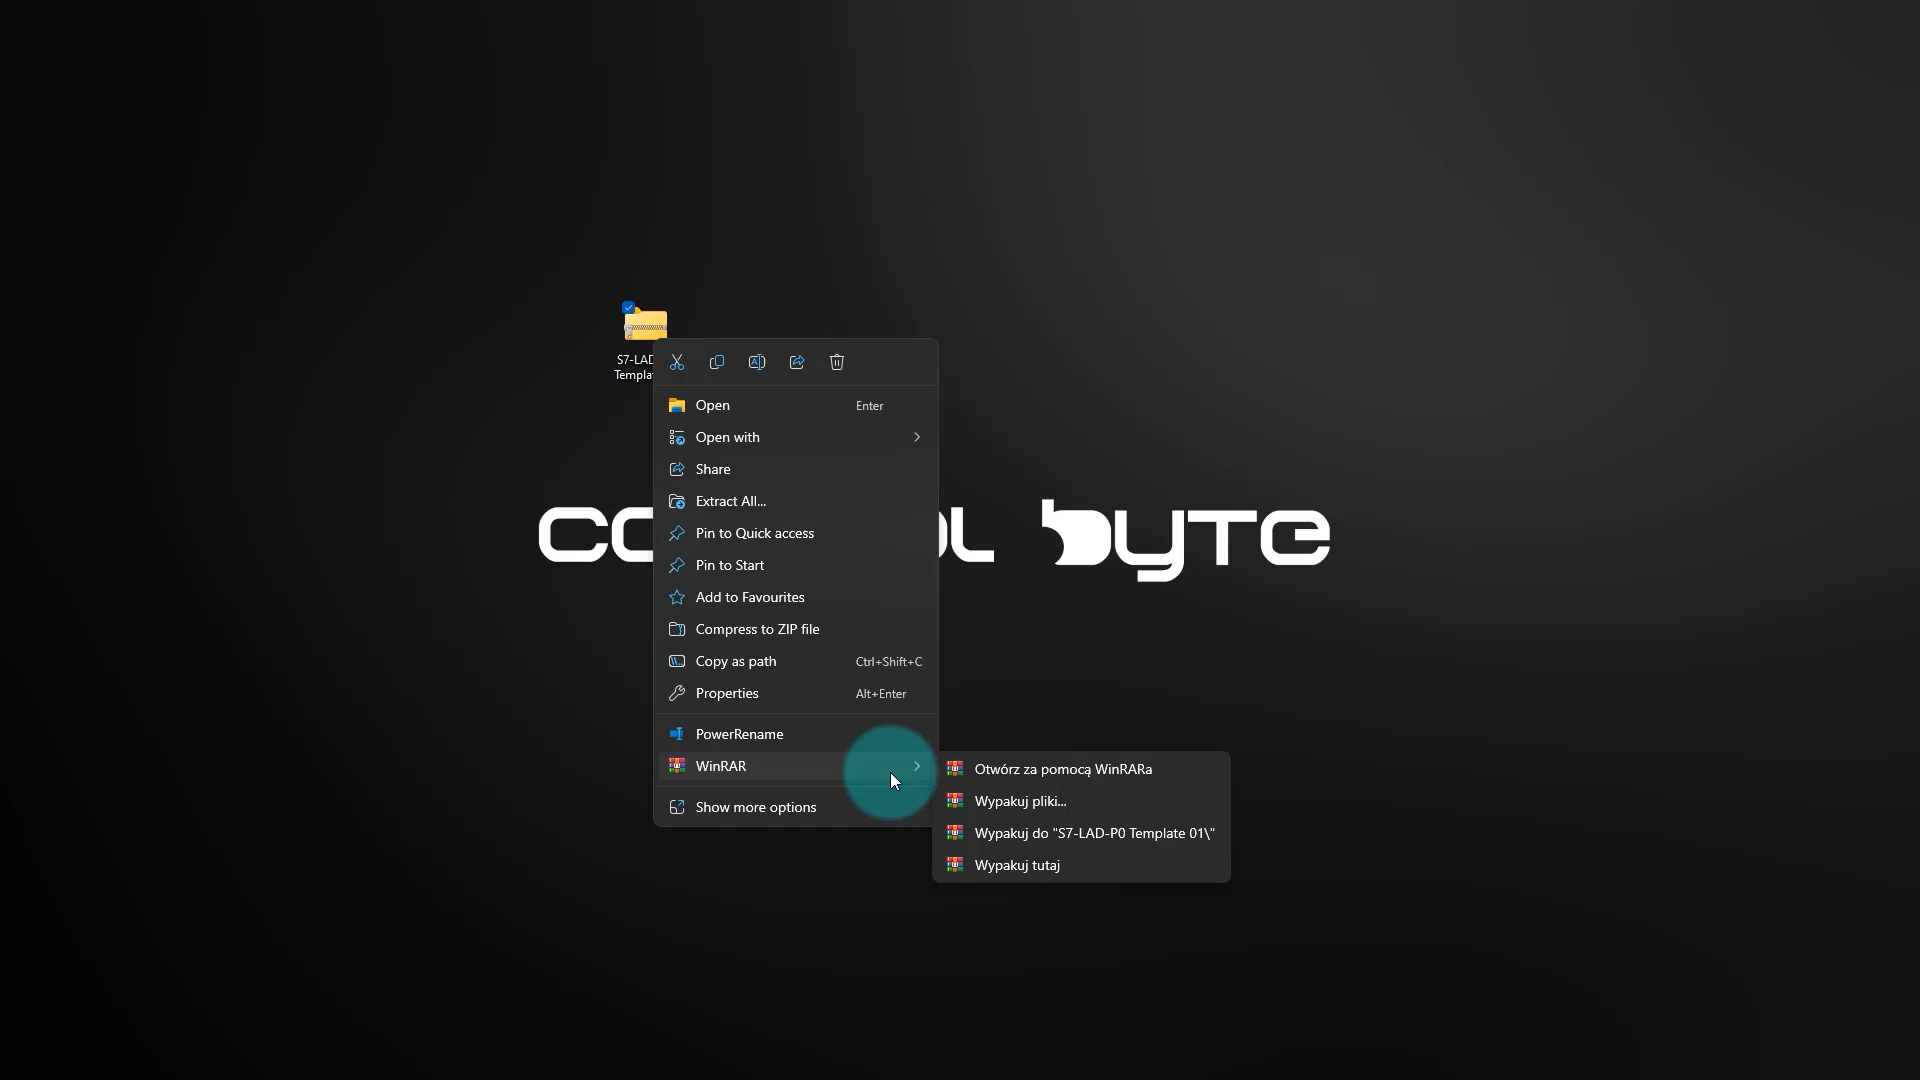 S7-LAD
Templa
Open Enter
Open with
Share
Extract All...
Pin to Quick access
Pin to Start
Add to Favourites
Compress to ZIP file
Copy as path Ctrl+Shift+C
Properties Alt+Enter
PowerRename
WinRAR
Show more options
Otwórz za pomocą WinRARa
Wypakuj pliki...
Wypakuj do "S7-LAD-P0 Template 01\"
Wypakuj tutaj
byte